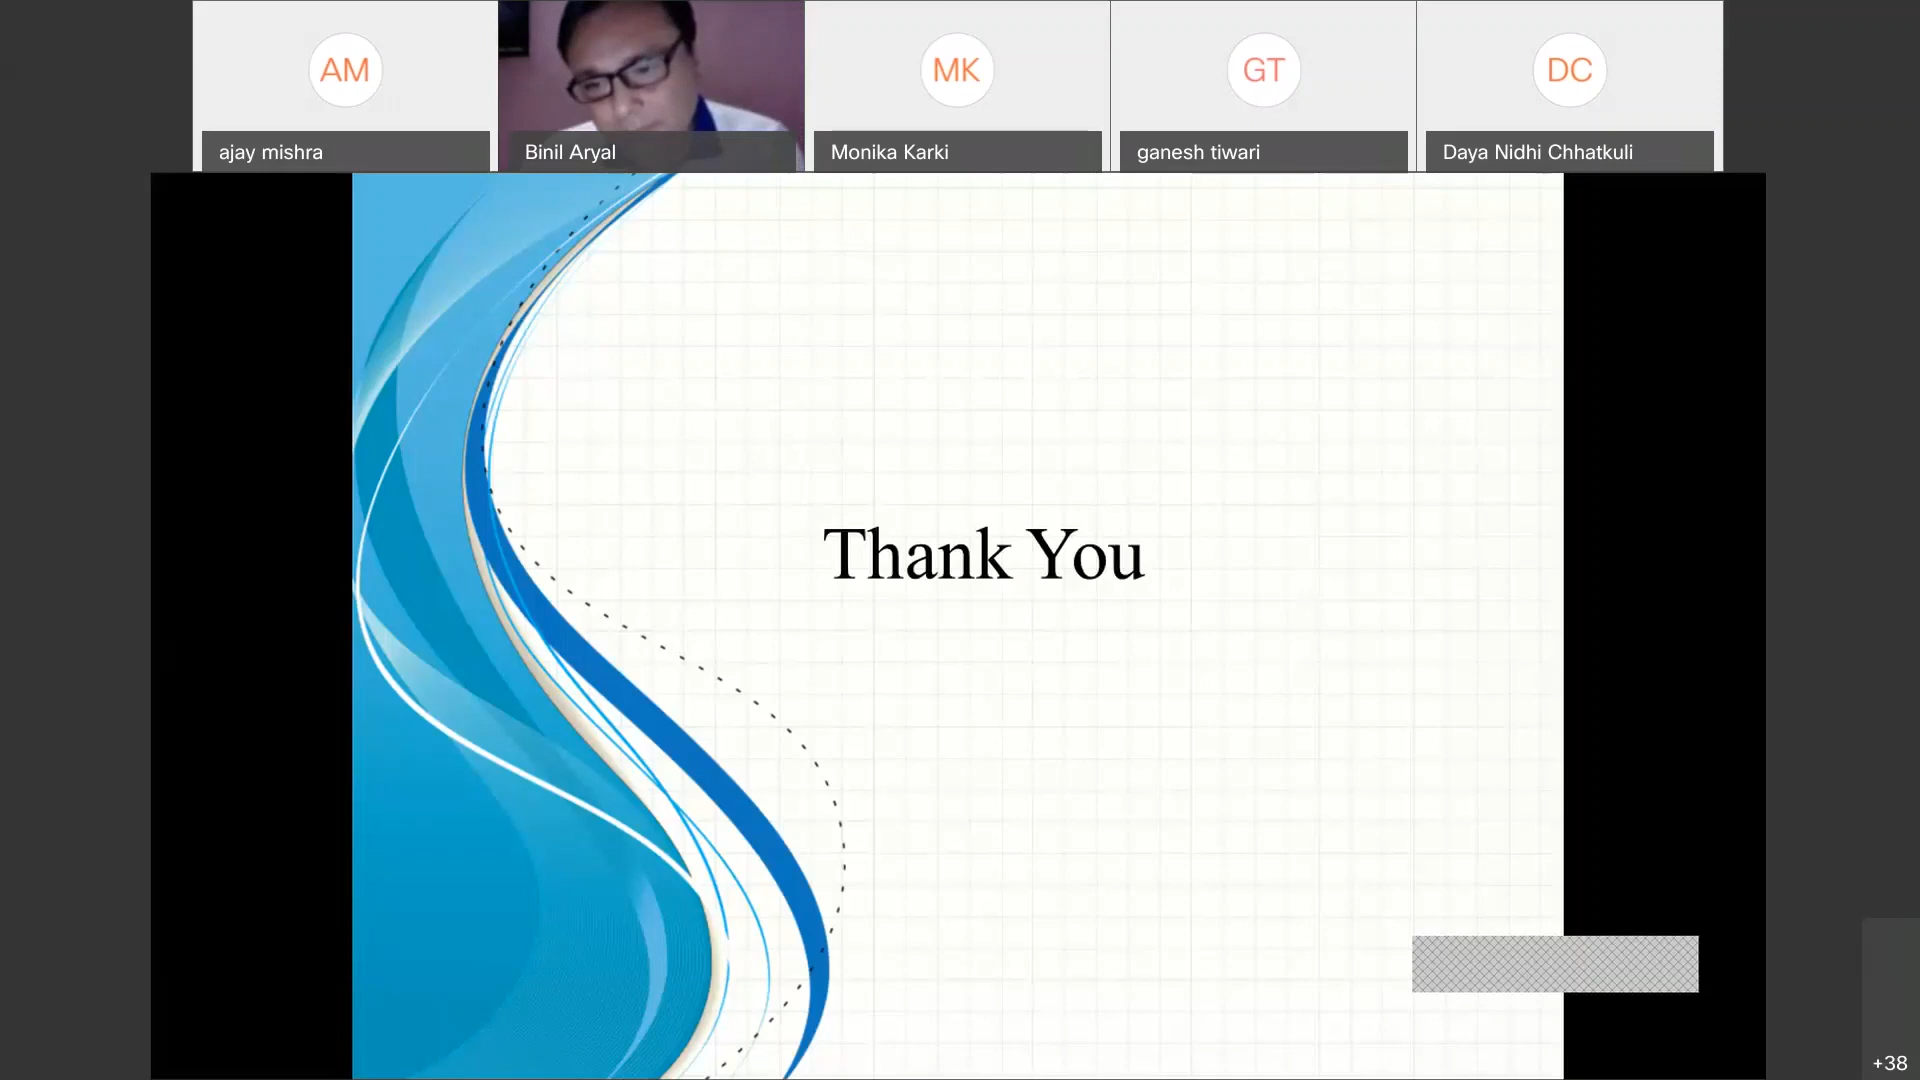 AM
MK
GT
DC
ajay mishra
Binil Aryal
Monika Karki
ganesh tiwari
Daya Nidhi Chhatkuli
Thank You
+38